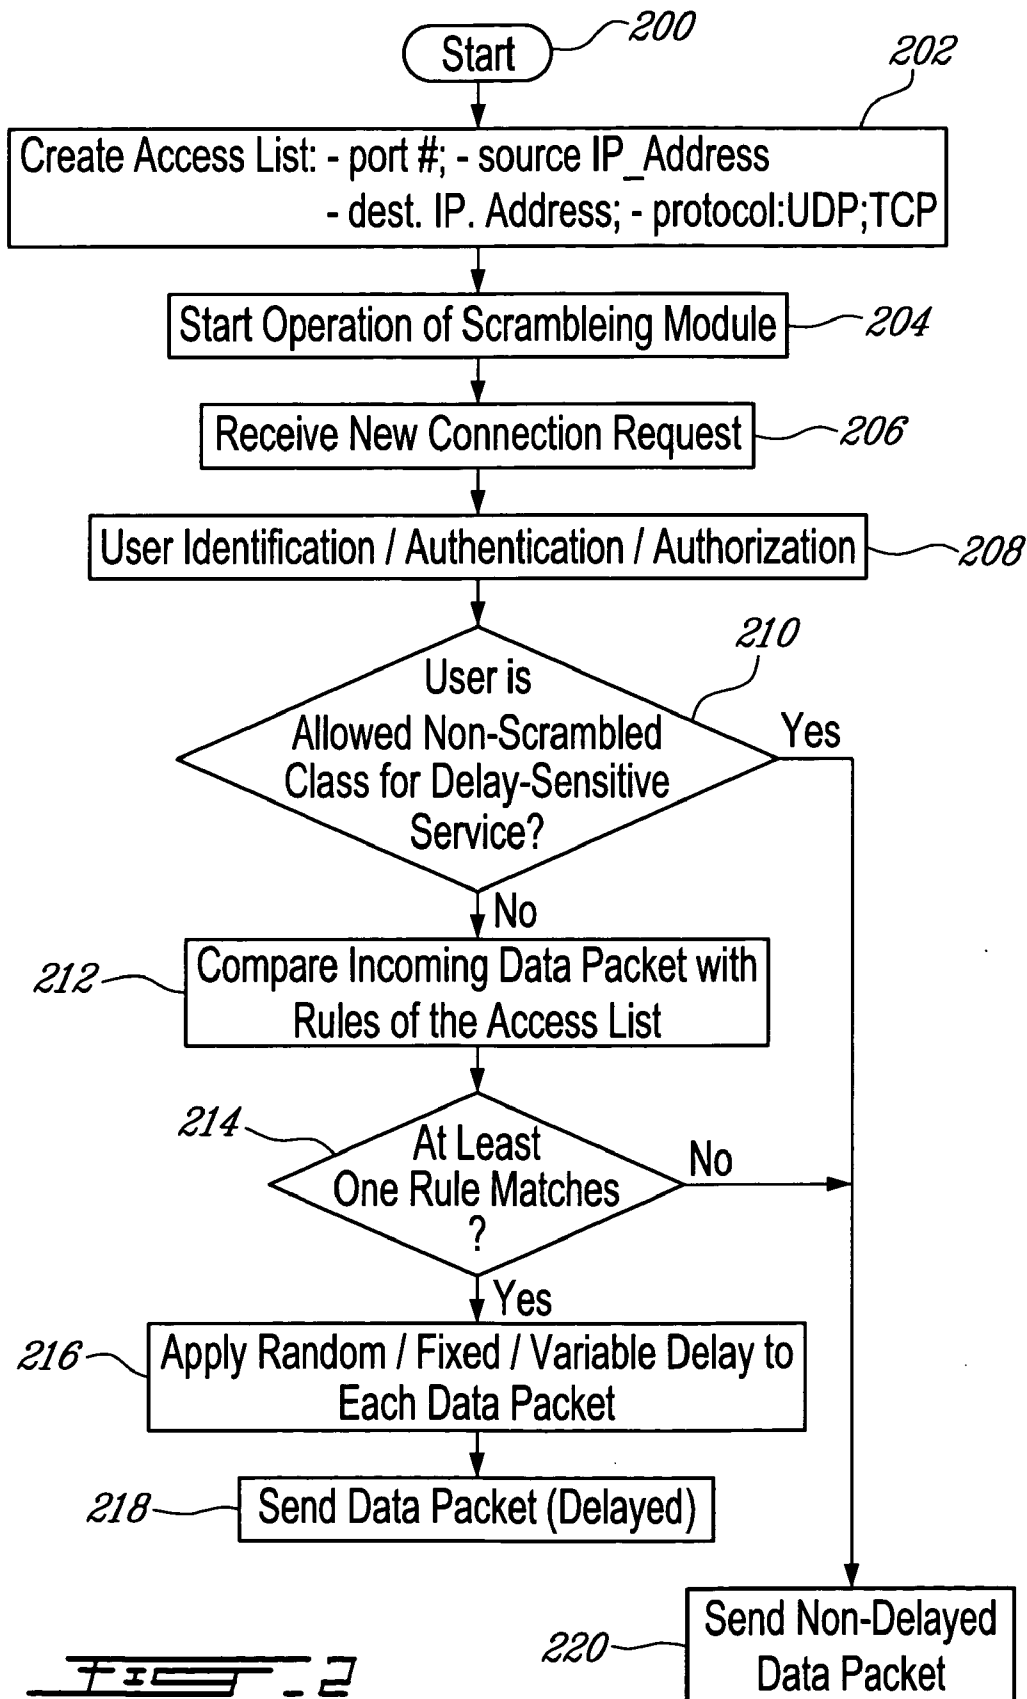 Start
200
202
Create Access List: - port #; - source IP_Address
- dest. IP. Address; - protocol:UDP;TCP
Start Operation of Scrambleing Module
204
Receive New Connection Request
206
User Identification / Authentication / Authorization
208
210
User is
Allowed Non-Scrambled
Class for Delay-Sensitive
Service?
Yes
No
212
Compare Incoming Data Packet with
Rules of the Access List
214
At Least
One Rule Matches
?
No
Yes
216
Apply Random / Fixed / Variable Delay to
Each Data Packet
218
Send Data Packet (Delayed)
220
Send Non-Delayed
Data Packet
FIG. - 2